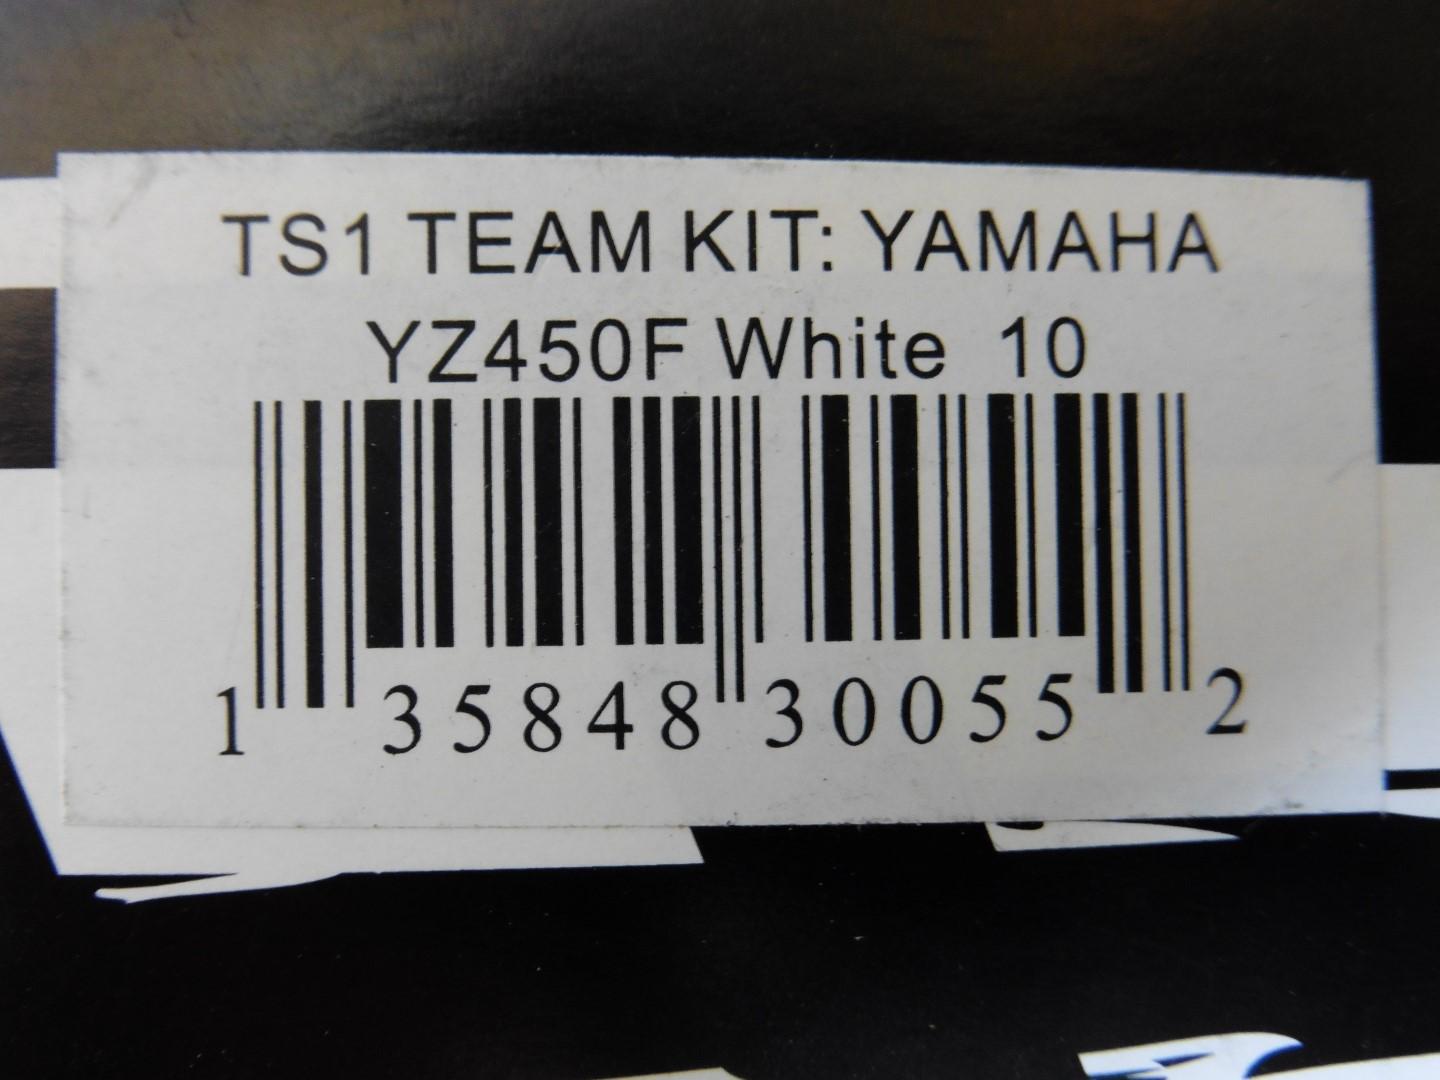 TS1 TEAM KIT: YAMAHA
YZ450F White 10
1 35848 30055 2